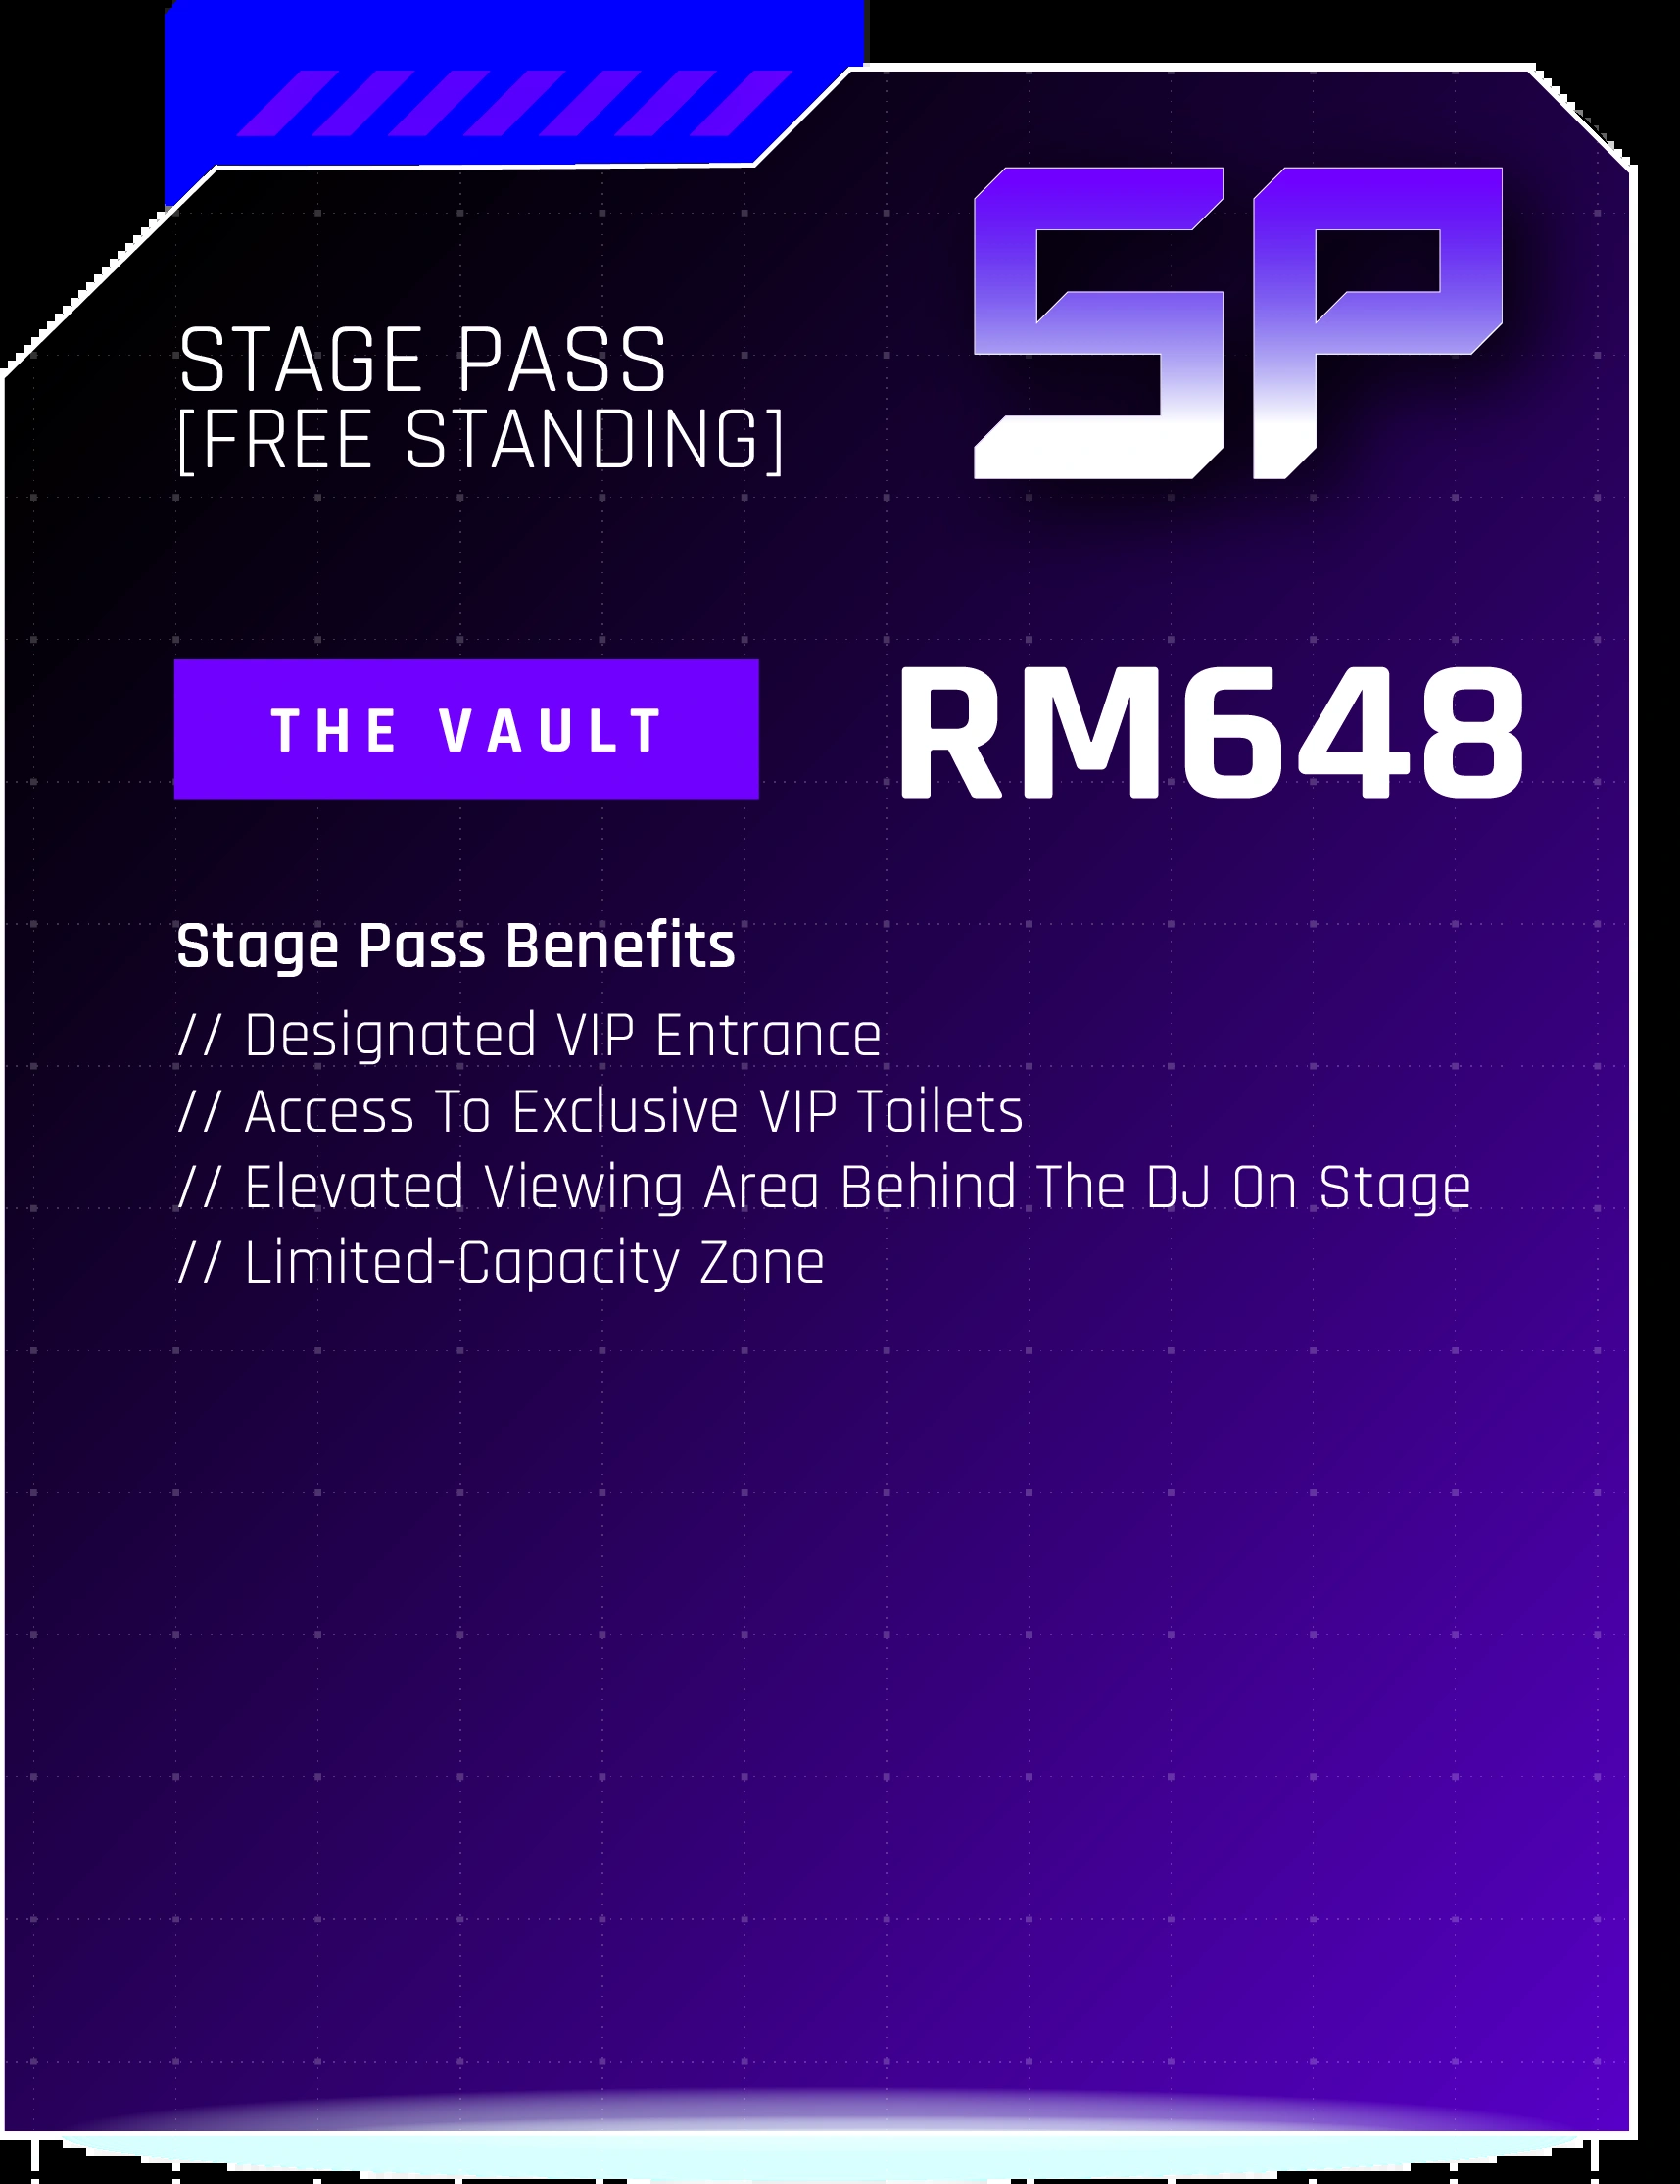 SP
STAGE PASS
[FREE STANDING]
THE VAULT
RM648
Stage Pass Benefits
// Designated VIP Entrance
// Access To Exclusive VIP Toilets
// Elevated Viewing Area Behind The DJ On Stage
// Limited-Capacity Zone